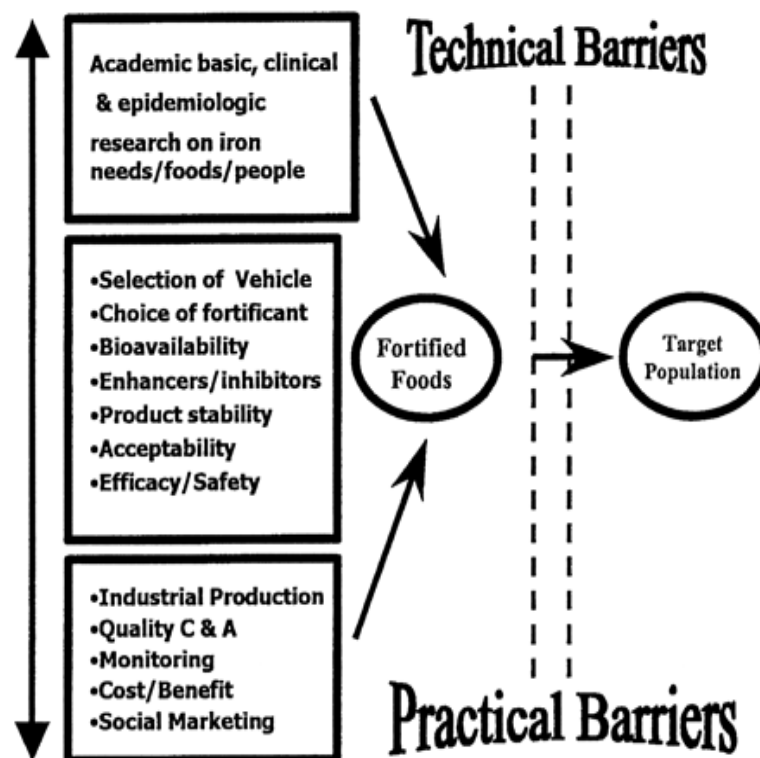 Academic basic, clinical
& epidemiologic
research on iron
needs/foods/people
•Selection of Vehicle
•Choice of fortificant
•Bioavailability
•Enhancers/inhibitors
•Product stability
•Acceptability
•Efficacy/Safety
•Industrial Production
•Quality C & A
•Monitoring
•Cost/Benefit
•Social Marketing
Technical Barriers
Fortified
Foods
Target
Population
Practical Barriers